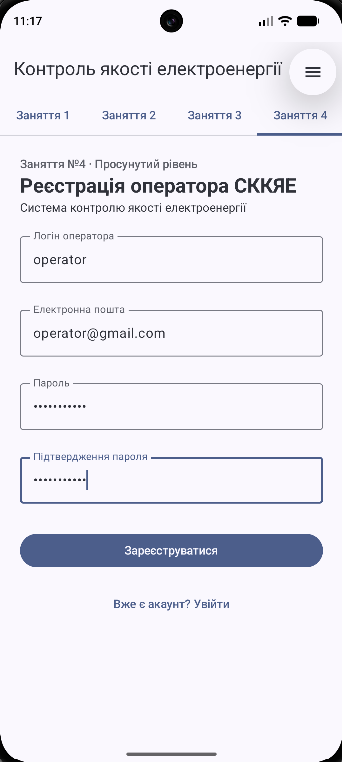 11:17
Контроль якості електроенергії
Заняття 1 Заняття 2 Заняття 3 Заняття 4
Заняття №4 · Просунутий рівень
Реєстрація оператора СККЯЕ
Система контролю якості електроенергії
Логін оператора
operator
Електронна пошта
operator@gmail.com
Пароль
•••••••••••
Підтвердження пароля
•••••••••••
Зареєструватися
Вже є акаунт? Увійти